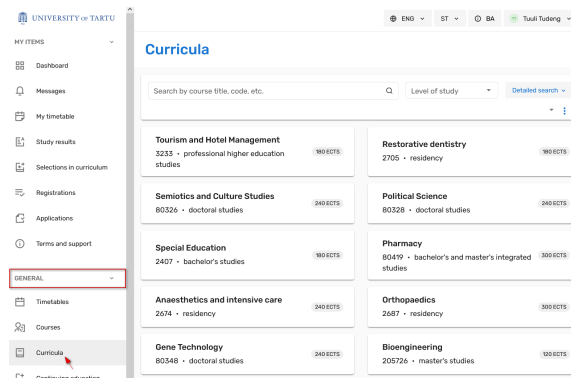 UNIVERSITY OF TARTU
ENG ST BA Tuuli Tudeng
MY ITEMS
Dashboard
Messages
My timetable
Study results
Selections in curriculum
Registrations
Applications
Terms and support
GENERAL
Timetables
Courses
Curricula
Continuing education
Curricula
Search by course title, code, etc. Level of study Detailed search
Tourism and Hotel Management
3233 • professional higher education
studies
180 ECTS
Restorative dentistry
2705 • residency
180 ECTS
Semiotics and Culture Studies
80326 • doctoral studies
240 ECTS
Political Science
80328 • doctoral studies
240 ECTS
Special Education
2407 • bachelor's studies
180 ECTS
Pharmacy
80419 • bachelor's and master's integrated
studies
300 ECTS
Anaesthetics and intensive care
2674 • residency
240 ECTS
Orthopaedics
2687 • residency
300 ECTS
Gene Technology
80348 • doctoral studies
240 ECTS
Bioengineering
205726 • master's studies
120 ECTS